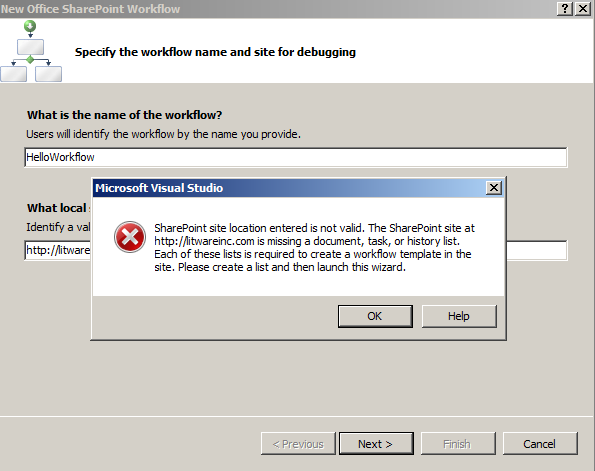 New Office SharePoint Workflow
Specify the workflow name and site for debugging
What is the name of the workflow?
Users will identify the workflow by the name you provide.
HelloWorkflow
What local
Identify a val
http://litware
Microsoft Visual Studio
SharePoint site location entered is not valid. The SharePoint site at
http://litwareinc.com is missing a document, task, or history list.
Each of these lists is required to create a workflow template in the
site. Please create a list and then launch this wizard.
OK
Help
< Previous
Next >
Finish
Cancel